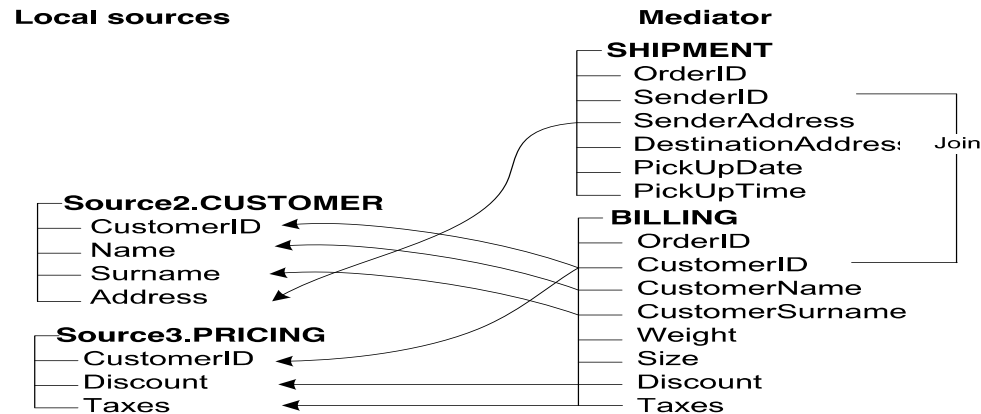 Local sources
Mediator
SHIPMENT
OrderID
SenderID
SenderAddress
DestinationAddres
PickUpDate
PickUpTime
Join
Source2.CUSTOMER
CustomerID
Name
Surname
Address
BILLING
OrderID
CustomerID
CustomerName
CustomerSurname
Weight
Size
Discount
Taxes
Source3.PRICING
CustomerID
Discount
Taxes